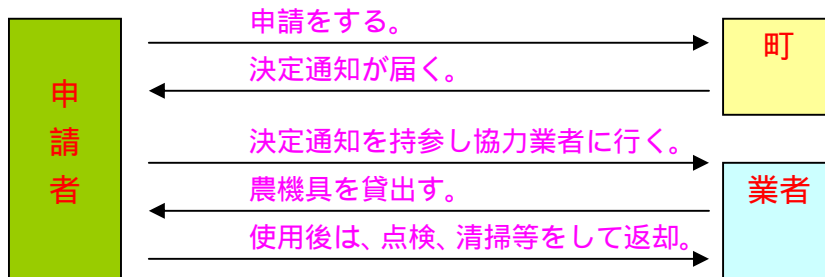 申請をする。
町
決定通知が届く。
申請者
決定通知を持参し協力業者に行く。
農機具を貸出す。
業者
使用後は、点検、清掃等をして返却。